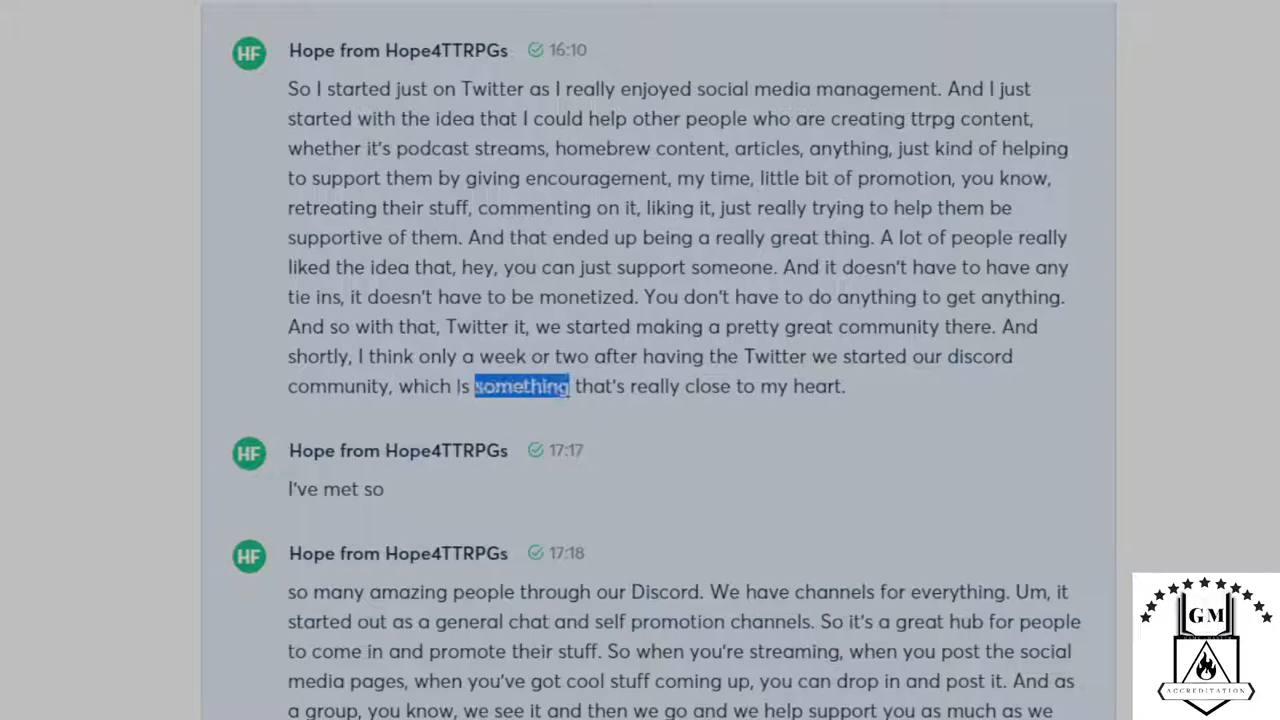 Hope from Hope4TTRPGs 16:10
So I started just on Twitter as I really enjoyed social media management. And I just
started with the idea that I could help other people who are creating ttrpg content,
whether it's podcast streams, homebrew content, articles, anything, just kind of helping
to support them by giving encouragement, my time, little bit of promotion, you know,
retreating their stuff, commenting on it, liking it, just really trying to help them be
supportive of them. And that ended up being a really great thing. A lot of people really
liked the idea that, hey, you can just support someone. And it doesn't have to have any
tie ins, it doesn't have to be monetized. You don't have to do anything to get anything.
And so with that, Twitter it, we started making a pretty great community there. And
shortly, I think only a week or two after having the Twitter we started our discord
community, which is something that's really close to my heart.
HF
Hope from Hope4TTRPGs 17:17
I've met so
HF
Hope from Hope4TTRPGs 17:18
so many amazing people through our Discord. We have channels for everything. Um, it
started out as a general chat and self promotion channels. So it's a great hub for people
to come in and promote their stuff. So when you're streaming, when you post the social
media pages, when you've got cool stuff coming up, you can drop in and post it. And as
a group, you know, we see it and then we go and we help support you as much as we
HF
GM
ACCREDITATION